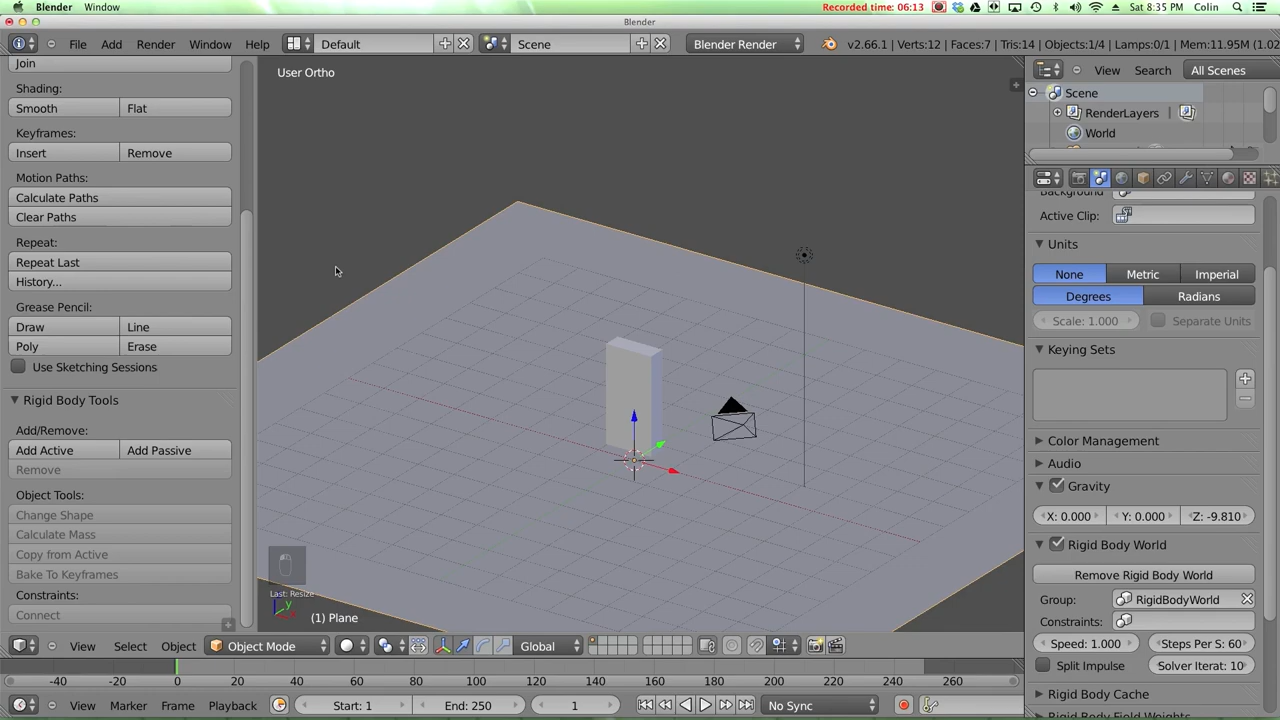 Blender Window Recorded time: 06:13 Sat 8:35 PM Colin
Blender
File Add Render Window Help Default Scene Blender Render v2.66.1 | Verts:12 | Faces:7 | Tris:14 | Objects:1/4 | Lamps:0/1 | Mem:11.95M (1.02
Join
Shading:
Smooth Flat
Keyframes:
Insert Remove
Motion Paths:
Calculate Paths
Clear Paths
Repeat:
Repeat Last
History...
Grease Pencil:
Draw Line
Poly Erase
Use Sketching Sessions
Rigid Body Tools
Add/Remove:
Add Active Add Passive
Remove
Object Tools:
Change Shape
Calculate Mass
Copy from Active
Bake To Keyframes
Constraints:
Connect
User Ortho
Last: Resize
(1) Plane
View Search All Scenes
Scene
RenderLayers
World
Active Clip:
Units
None Metric Imperial
Degrees Radians
Scale: 1.000 Separate Units
Keying Sets
Color Management
Audio
Gravity
X: 0.000 Y: 0.000 Z: -9.810
Rigid Body World
Remove Rigid Body World
Group: RigidBodyWorld
Constraints:
Speed: 1.000 Steps Per S: 60
Split Impulse Solver Iterat: 10
Rigid Body Cache
View Select Object Object Mode Global
-40 -20 0 20 40 60 80 100 120 140 160 180 200 220 240 260
View Marker Frame Playback Start: 1 End: 250 1 No Sync